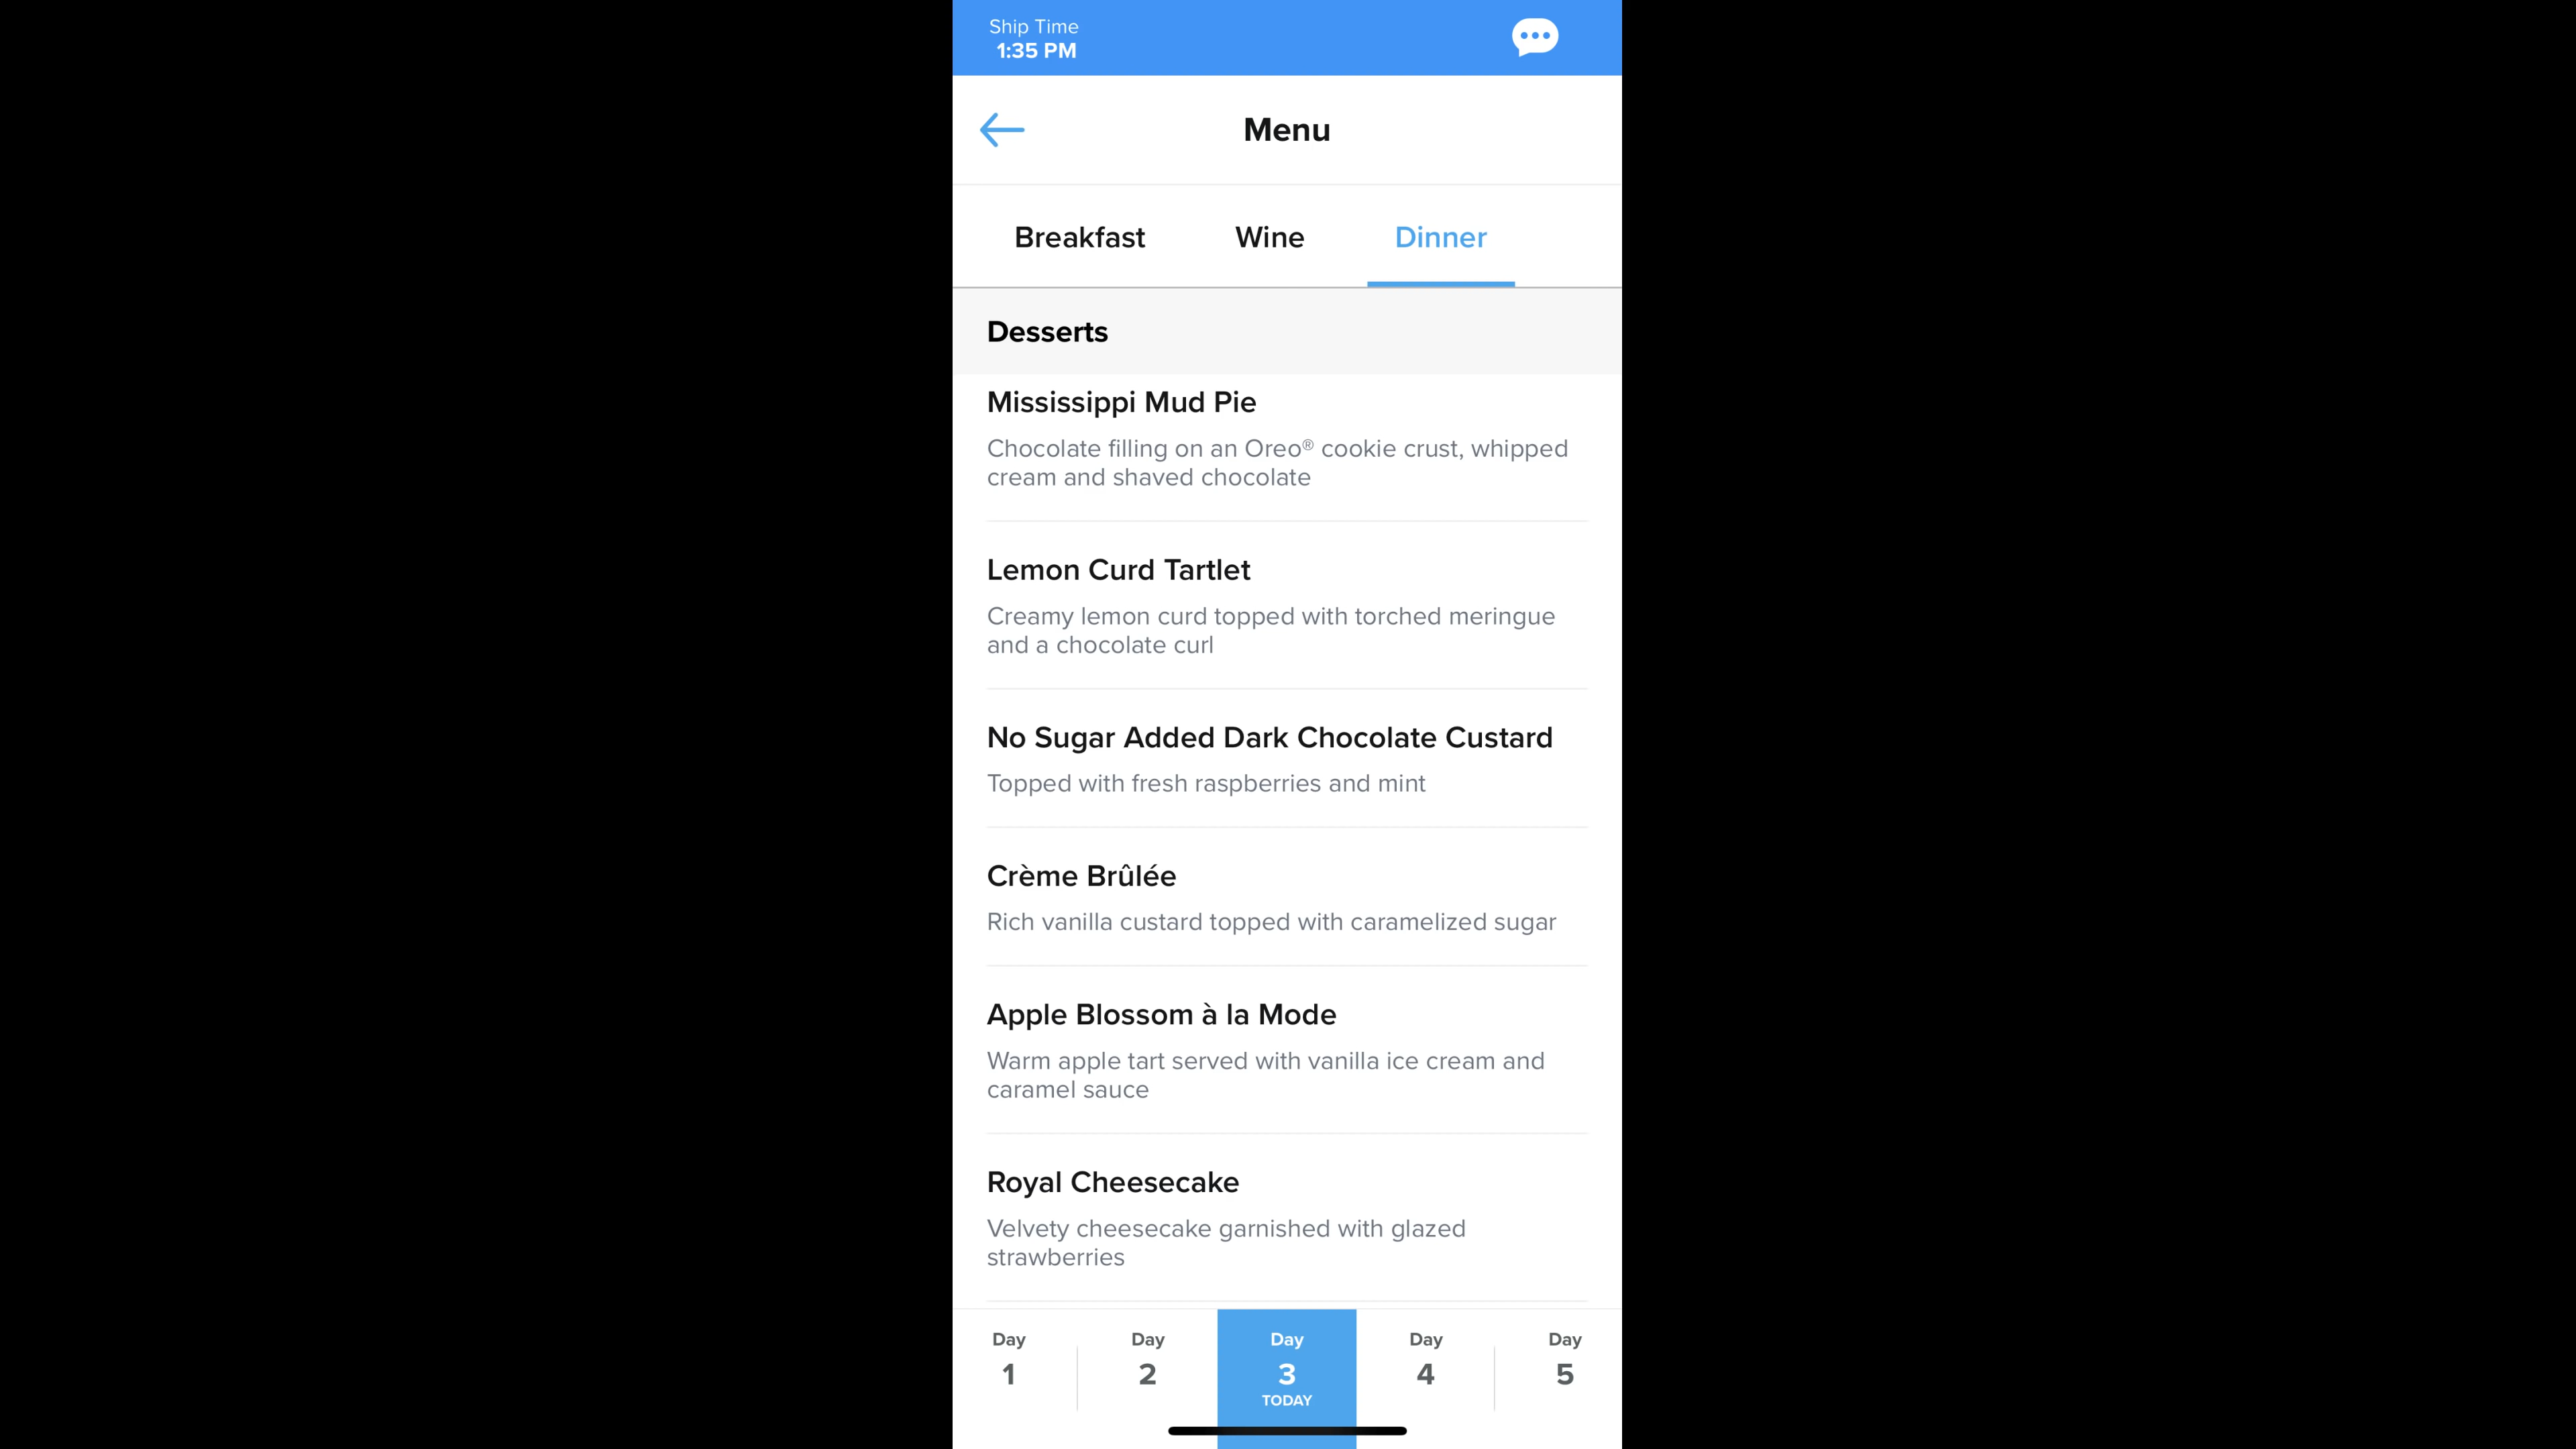 Ship Time
1:35 PM
Menu
Breakfast Wine Dinner
Desserts
Mississippi Mud Pie
Chocolate filling on an Oreo® cookie crust, whipped
cream and shaved chocolate
Lemon Curd Tartlet
Creamy lemon curd topped with torched meringue
and a chocolate curl
No Sugar Added Dark Chocolate Custard
Topped with fresh raspberries and mint
Crème Brûlée
Rich vanilla custard topped with caramelized sugar
Apple Blossom à la Mode
Warm apple tart served with vanilla ice cream and
caramel sauce
Royal Cheesecake
Velvety cheesecake garnished with glazed
strawberries
Day Day Day Day Day
1 2 3 4 5
TODAY